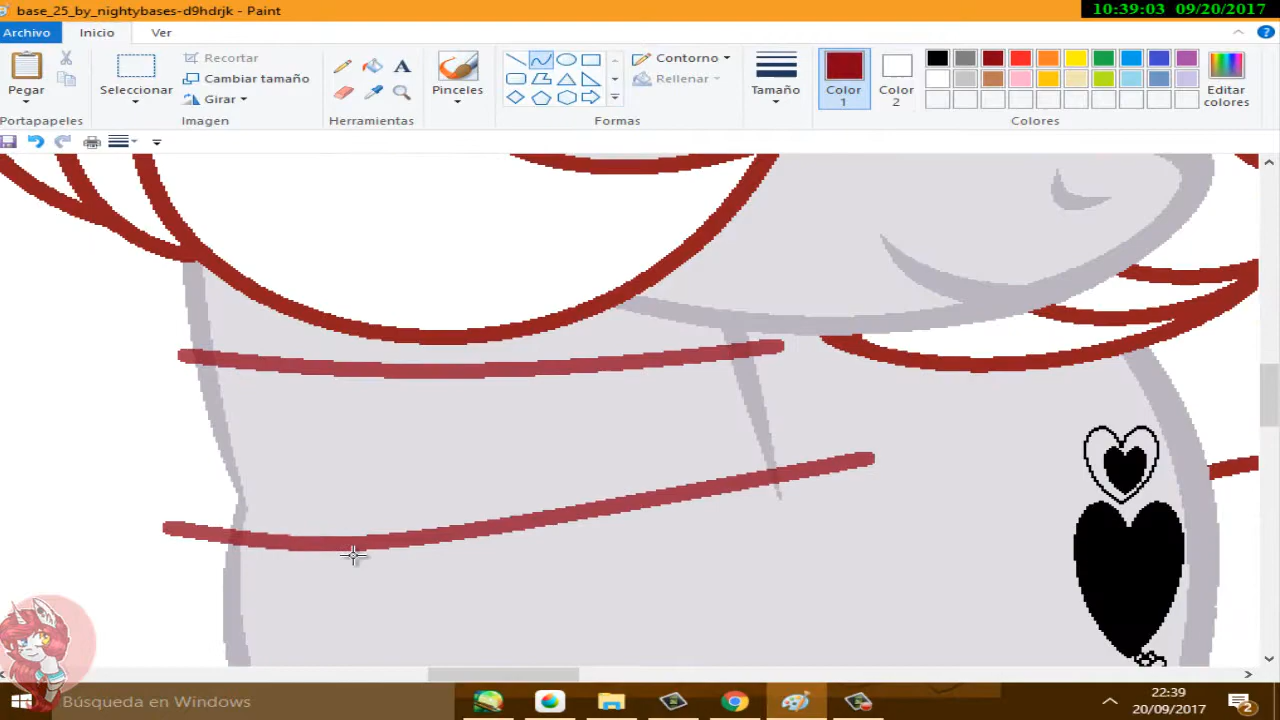 base_25_by_nightybases-d9hdrjk - Paint
10:39:03 09/20/2017
Archivo Inicio Ver
Pegar
Portapapeles
Seleccionar
Recortar
Cambiar tamaño
Girar
Imagen
A
Herramientas
Pinceles
Contorno
Rellenar
Formas
Tamaño
Color 1
Color 2
Editar colores
Colores
Búsqueda en Windows
22:39
20/09/2017
2